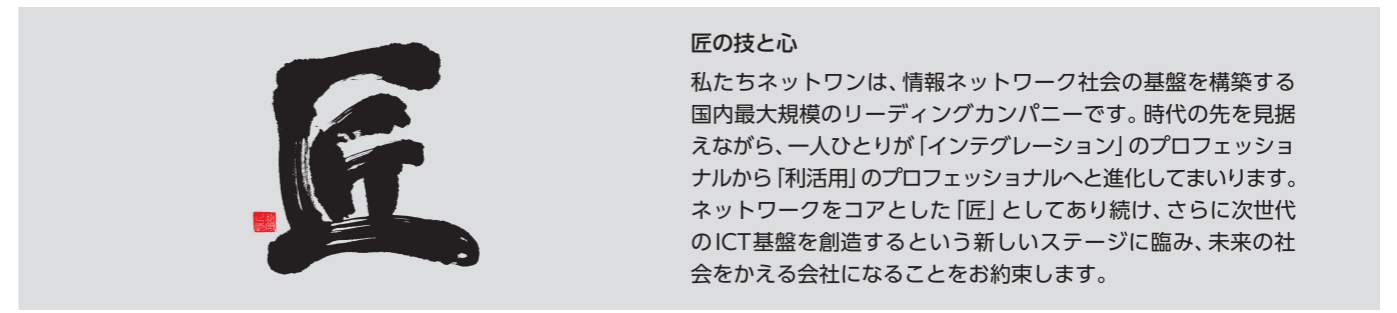 匠
匠の技と心
私たちネットワンは、情報ネットワーク社会の基盤を構築する
国内最大規模のリーディングカンパニーです。時代の先を見据
えながら、一人ひとりが「インテグレーション」のプロフェッショ
ナルから「利活用」のプロフェッショナルへと進化してまいります。
ネットワークをコアとした「匠」としてあり続け、さらに次世代
のICT基盤を創造するという新しいステージに臨み、未来の社
会をかえる会社になることをお約束します。